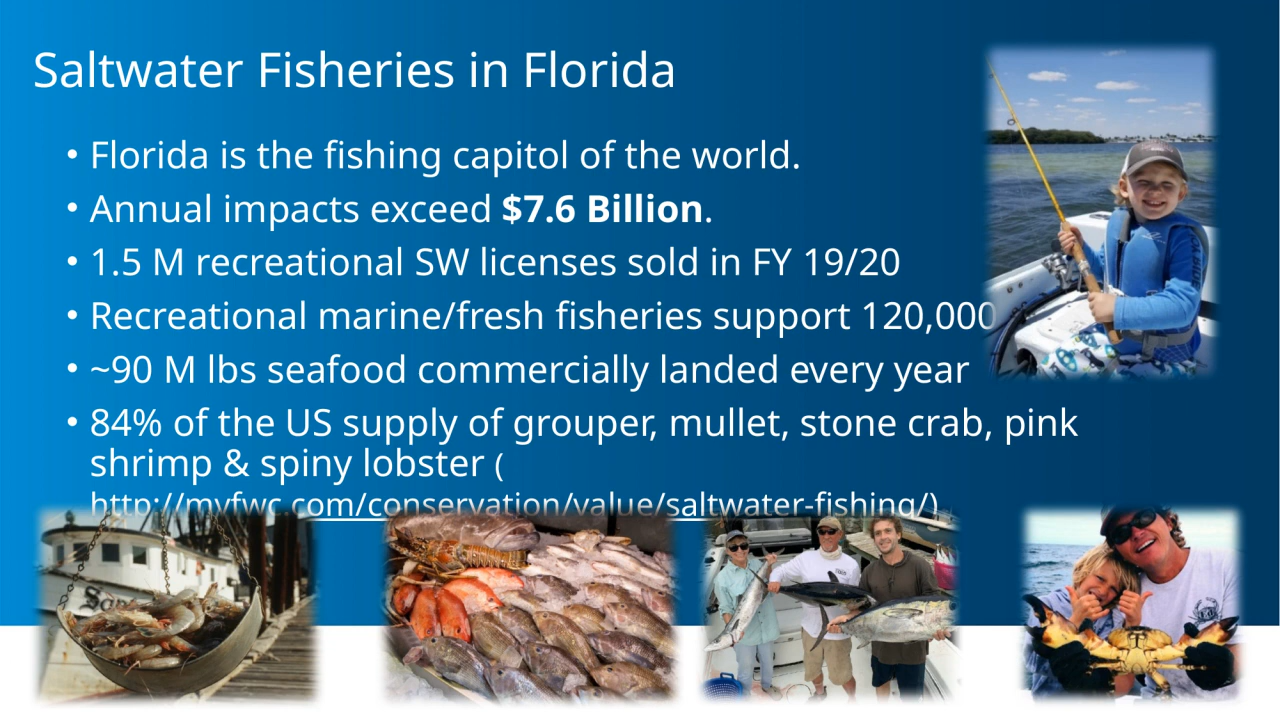 Saltwater Fisheries in Florida
• Florida is the fishing capitol of the world.
• Annual impacts exceed $7.6 Billion.
• 1.5 M recreational SW licenses sold in FY 19/20
• Recreational marine/fresh fisheries support 120,000
• ~90 M lbs seafood commercially landed every year
• 84% of the US supply of grouper, mullet, stone crab, pink
shrimp & spiny lobster (
http://myfwc.com/conservation/value/saltwater-fishing/)